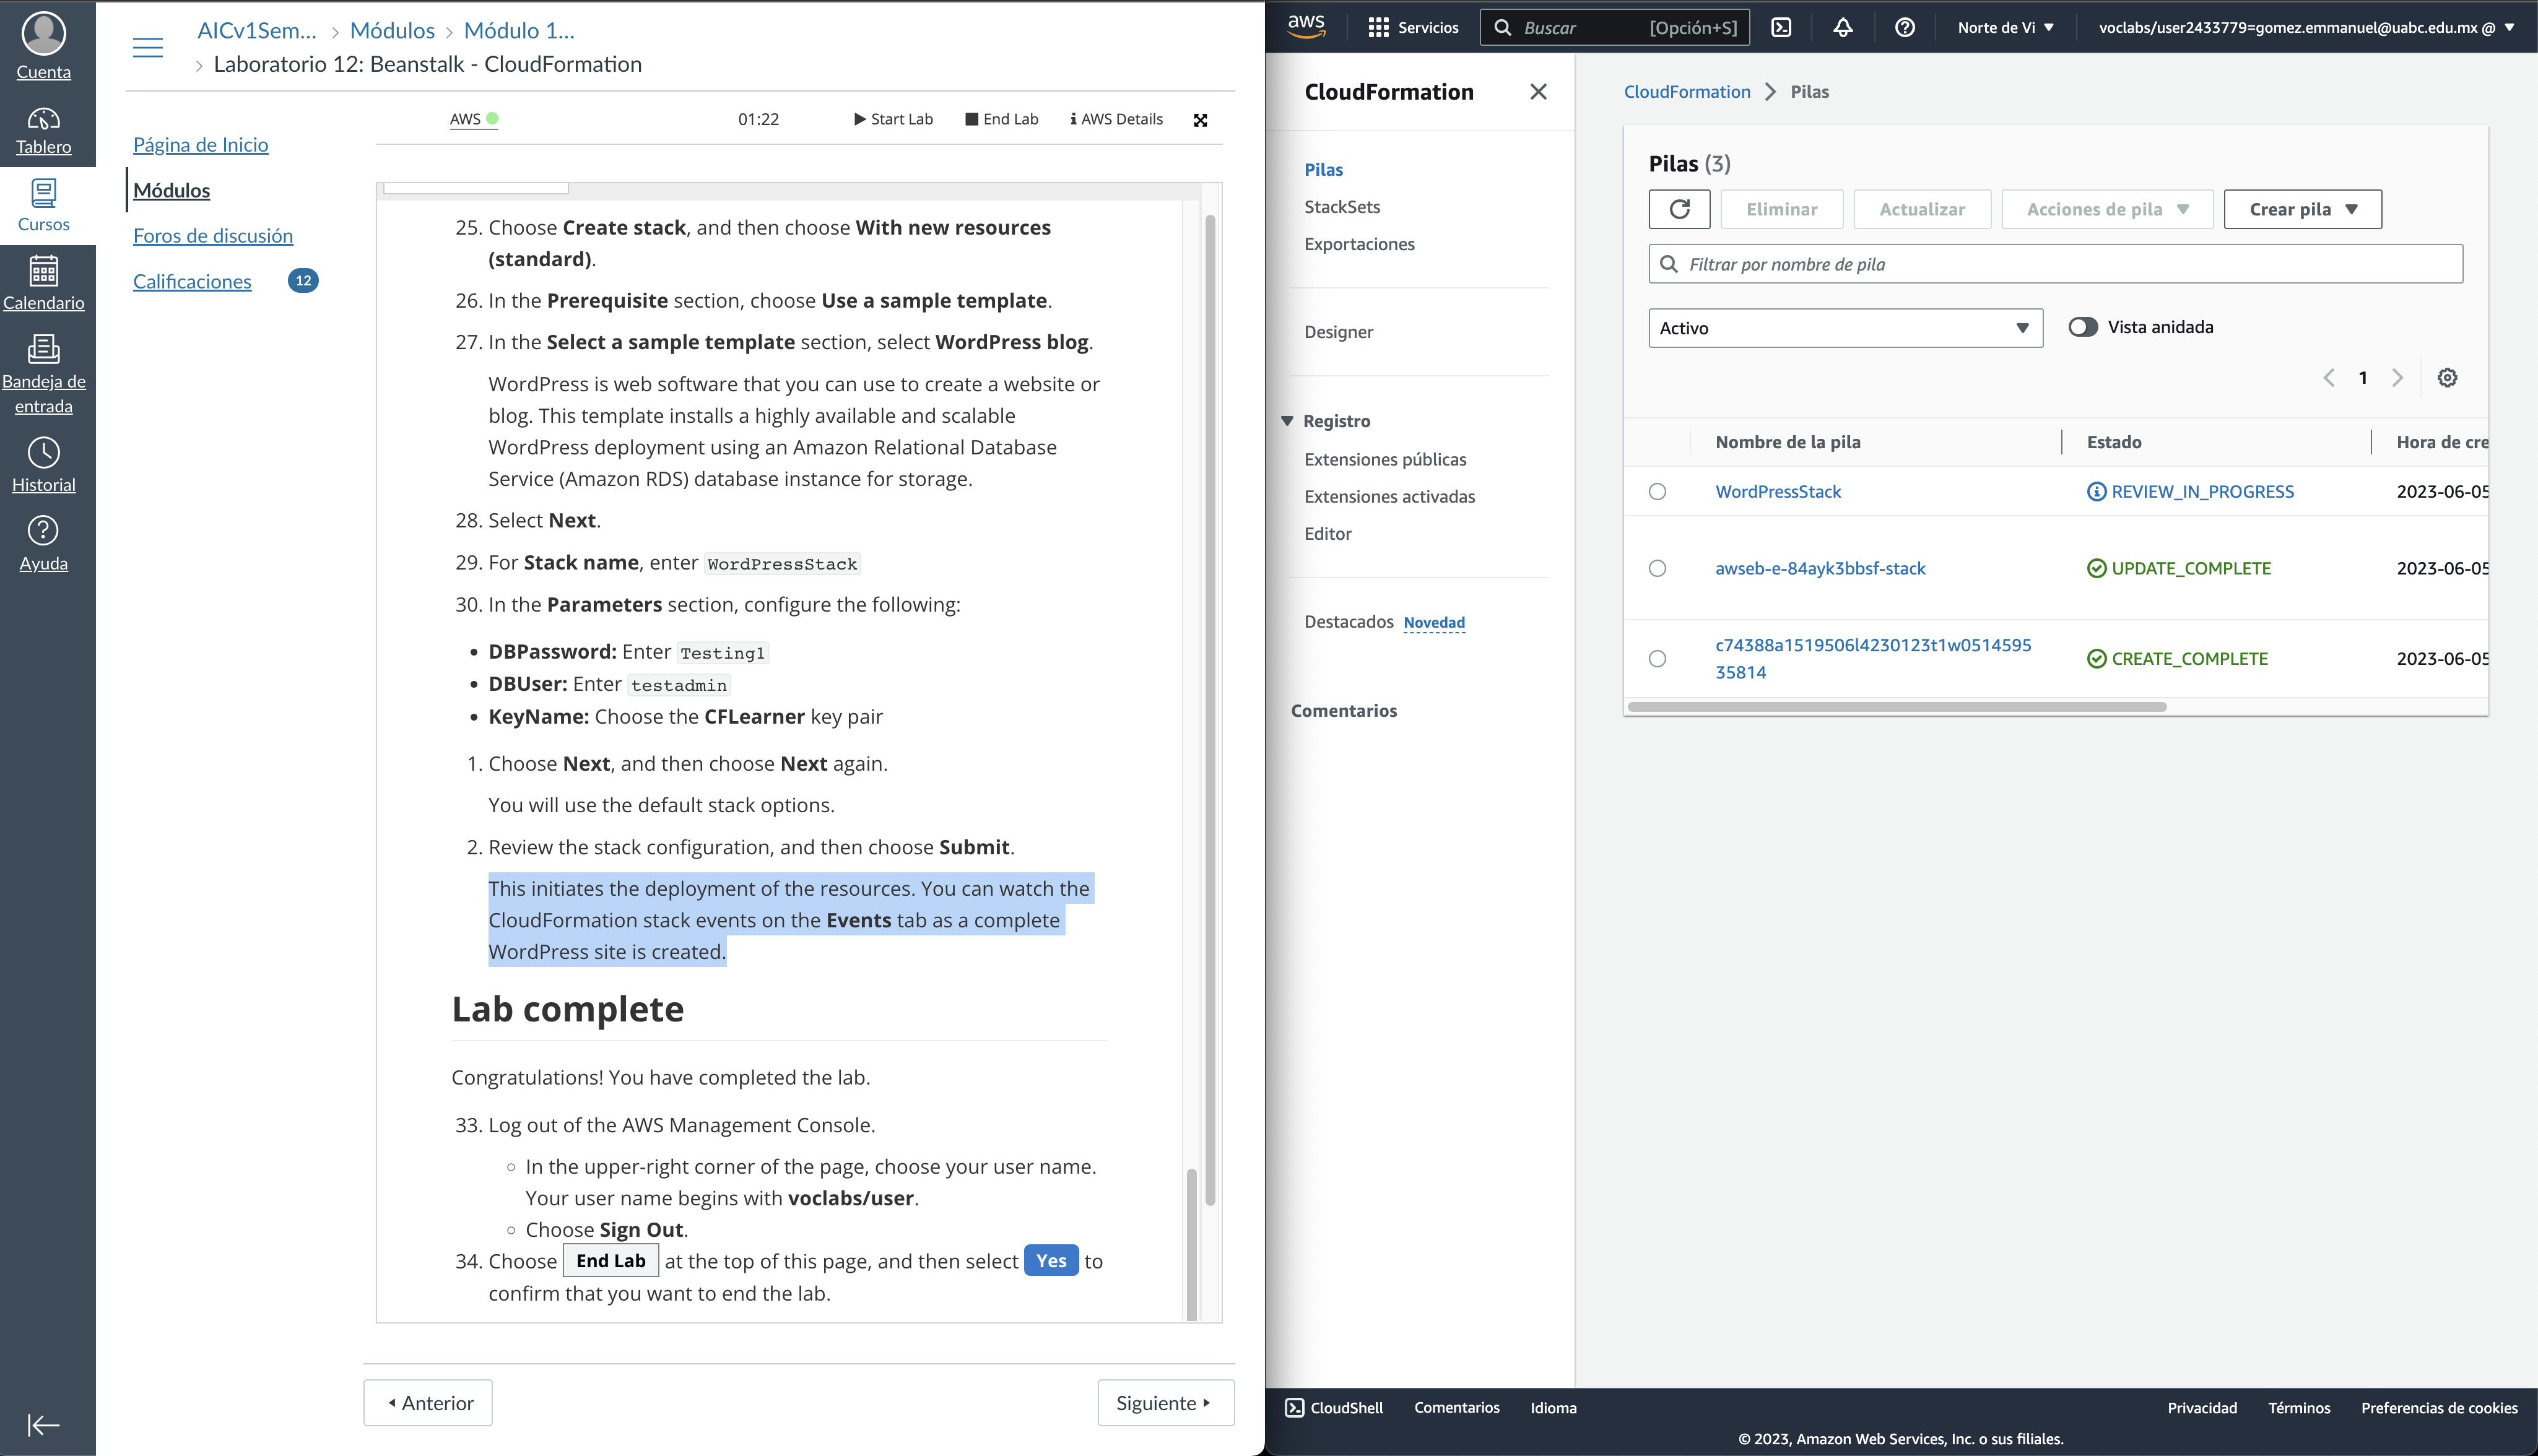 Cuenta
Tablero
Cursos
Calendario
Bandeja de
entrada
Historial
Ayuda
AICv1Sem... > Módulos > Módulo 1...
> Laboratorio 12: Beanstalk - CloudFormation
Página de Inicio
Módulos
Foros de discusión
Calificaciones 12
AWS 01:22 Start Lab End Lab AWS Details
25. Choose Create stack, and then choose With new resources
(standard).
26. In the Prerequisite section, choose Use a sample template.
27. In the Select a sample template section, select WordPress blog.
WordPress is web software that you can use to create a website or
blog. This template installs a highly available and scalable
WordPress deployment using an Amazon Relational Database
Service (Amazon RDS) database instance for storage.
28. Select Next.
29. For Stack name, enter WordPressStack
30. In the Parameters section, configure the following:
• DBPassword: Enter Testing1
• DBUser: Enter testadmin
• KeyName: Choose the CFLearner key pair
1. Choose Next, and then choose Next again.
You will use the default stack options.
2. Review the stack configuration, and then choose Submit.
This initiates the deployment of the resources. You can watch the
CloudFormation stack events on the Events tab as a complete
WordPress site is created.
Lab complete
Congratulations! You have completed the lab.
33. Log out of the AWS Management Console.
In the upper-right corner of the page, choose your user name.
Your user name begins with voclabs/user.
Choose Sign Out.
34. Choose End Lab at the top of this page, and then select Yes to
confirm that you want to end the lab.
Anterior
Siguiente
aws Servicios Buscar [Opción+S] Norte de Vi voclabs/user2433779=gomez.emmanuel@uabc.edu.mx @
CloudFormation
Pilas
StackSets
Exportaciones
Designer
Registro
Extensiones públicas
Extensiones activadas
Editor
Destacados Novedad
Comentarios
CloudFormation > Pilas
Pilas (3)
Eliminar Actualizar Acciones de pila Crear pila
Filtrar por nombre de pila
Activo Vista anidada
1
Nombre de la pila Estado Hora de cre
WordPressStack REVIEW_IN_PROGRESS 2023-06-05
awseb-e-84ayk3bbsf-stack UPDATE_COMPLETE 2023-06-05
c74388a1519506l4230123t1w0514595
35814 CREATE_COMPLETE 2023-06-05
CloudShell Comentarios Idioma Privacidad Términos Preferencias de cookies
© 2023, Amazon Web Services, Inc. o sus filiales.